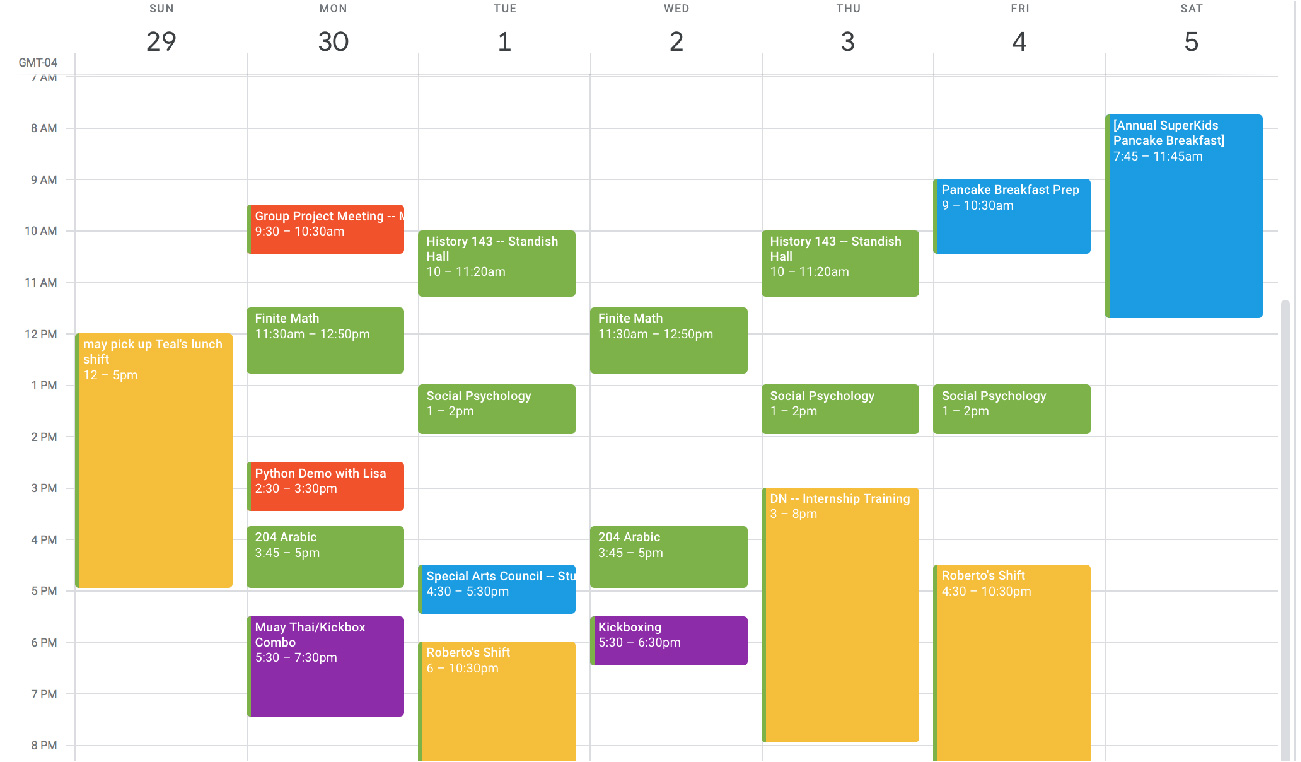 SUN MON TUE WED THU FRI SAT
29 30 1 2 3 4 5
GMT-04
7 AM
8 AM
9 AM
10 AM
11 AM
12 PM
1 PM
2 PM
3 PM
4 PM
5 PM
6 PM
7 PM
8 PM
may pick up Teal's lunch
shift
12 – 5pm
Group Project Meeting -- M
9:30 – 10:30am
Finite Math
11:30am – 12:50pm
Python Demo with Lisa
2:30 – 3:30pm
204 Arabic
3:45 – 5pm
Muay Thai/Kickbox
Combo
5:30 – 7:30pm
History 143 -- Standish
Hall
10 – 11:20am
Social Psychology
1 – 2pm
Special Arts Council -- Stu
4:30 – 5:30pm
Roberto's Shift
6 – 10:30pm
Finite Math
11:30am – 12:50pm
204 Arabic
3:45 – 5pm
Kickboxing
5:30 – 6:30pm
History 143 -- Standish
Hall
10 – 11:20am
Social Psychology
1 – 2pm
DN -- Internship Training
3 – 8pm
Pancake Breakfast Prep
9 – 10:30am
Social Psychology
1 – 2pm
Roberto's Shift
4:30 – 10:30pm
[Annual SuperKids
Pancake Breakfast]
7:45 – 11:45am